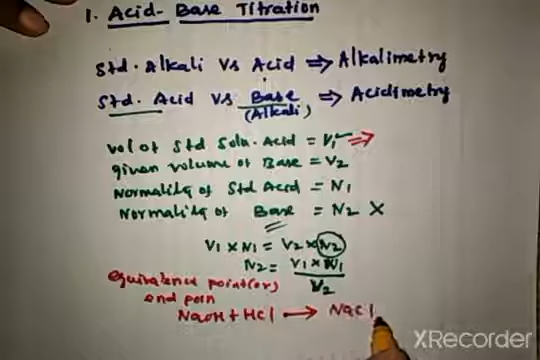 1. Acid-Base Titration
Std. Alkali Vs Acid ⇒ Alkalimetry
Std. Acid Vs Base ⇒ Acidimetry
(Alkali)
Vol of Std Soln. Acid = V1 ⇒
given volume of Base = V2
Normality of Std Acid = N1
Normality of Base = N2 X
V1 × N1 = V2 × N2
N2 = V1 × N1
V2
equivalence point (or)
end poin
NaOH + HCl → NaCl
XRecorder